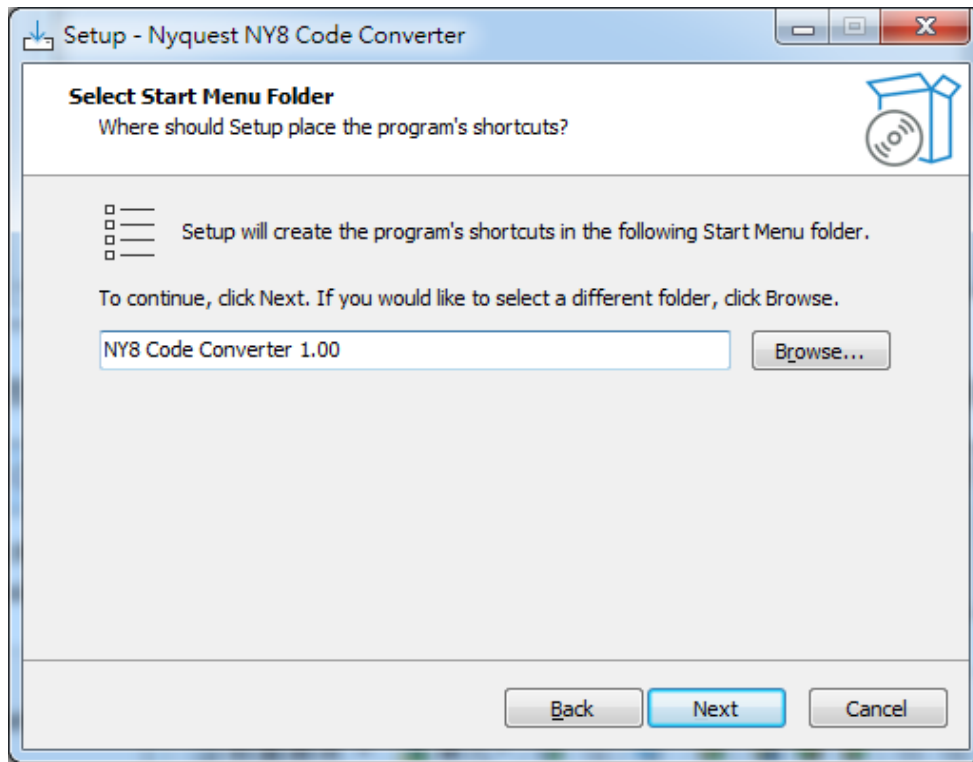 Setup - Nyquest NY8 Code Converter
Select Start Menu Folder
Where should Setup place the program's shortcuts?
Setup will create the program's shortcuts in the following Start Menu folder.
To continue, click Next. If you would like to select a different folder, click Browse.
NY8 Code Converter 1.00
Browse...
Back
Next
Cancel